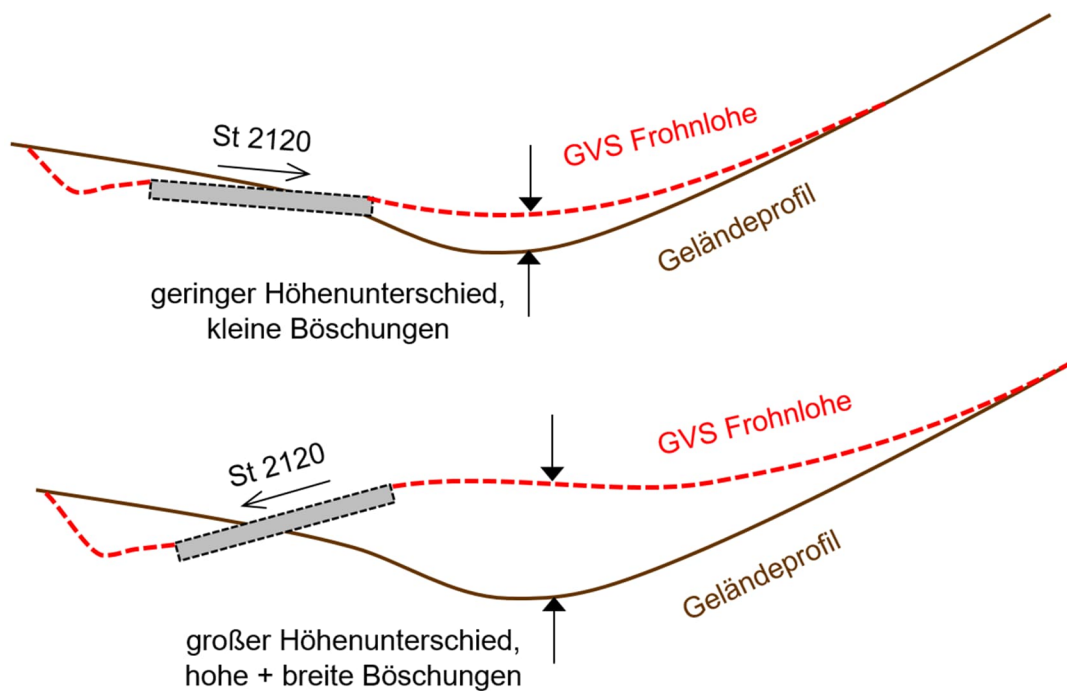 St 2120
GVS Frohnlohe
Geländeprofil
geringer Höhenunterschied,
kleine Böschungen
St 2120
GVS Frohnlohe
Geländeprofil
großer Höhenunterschied,
hohe + breite Böschungen